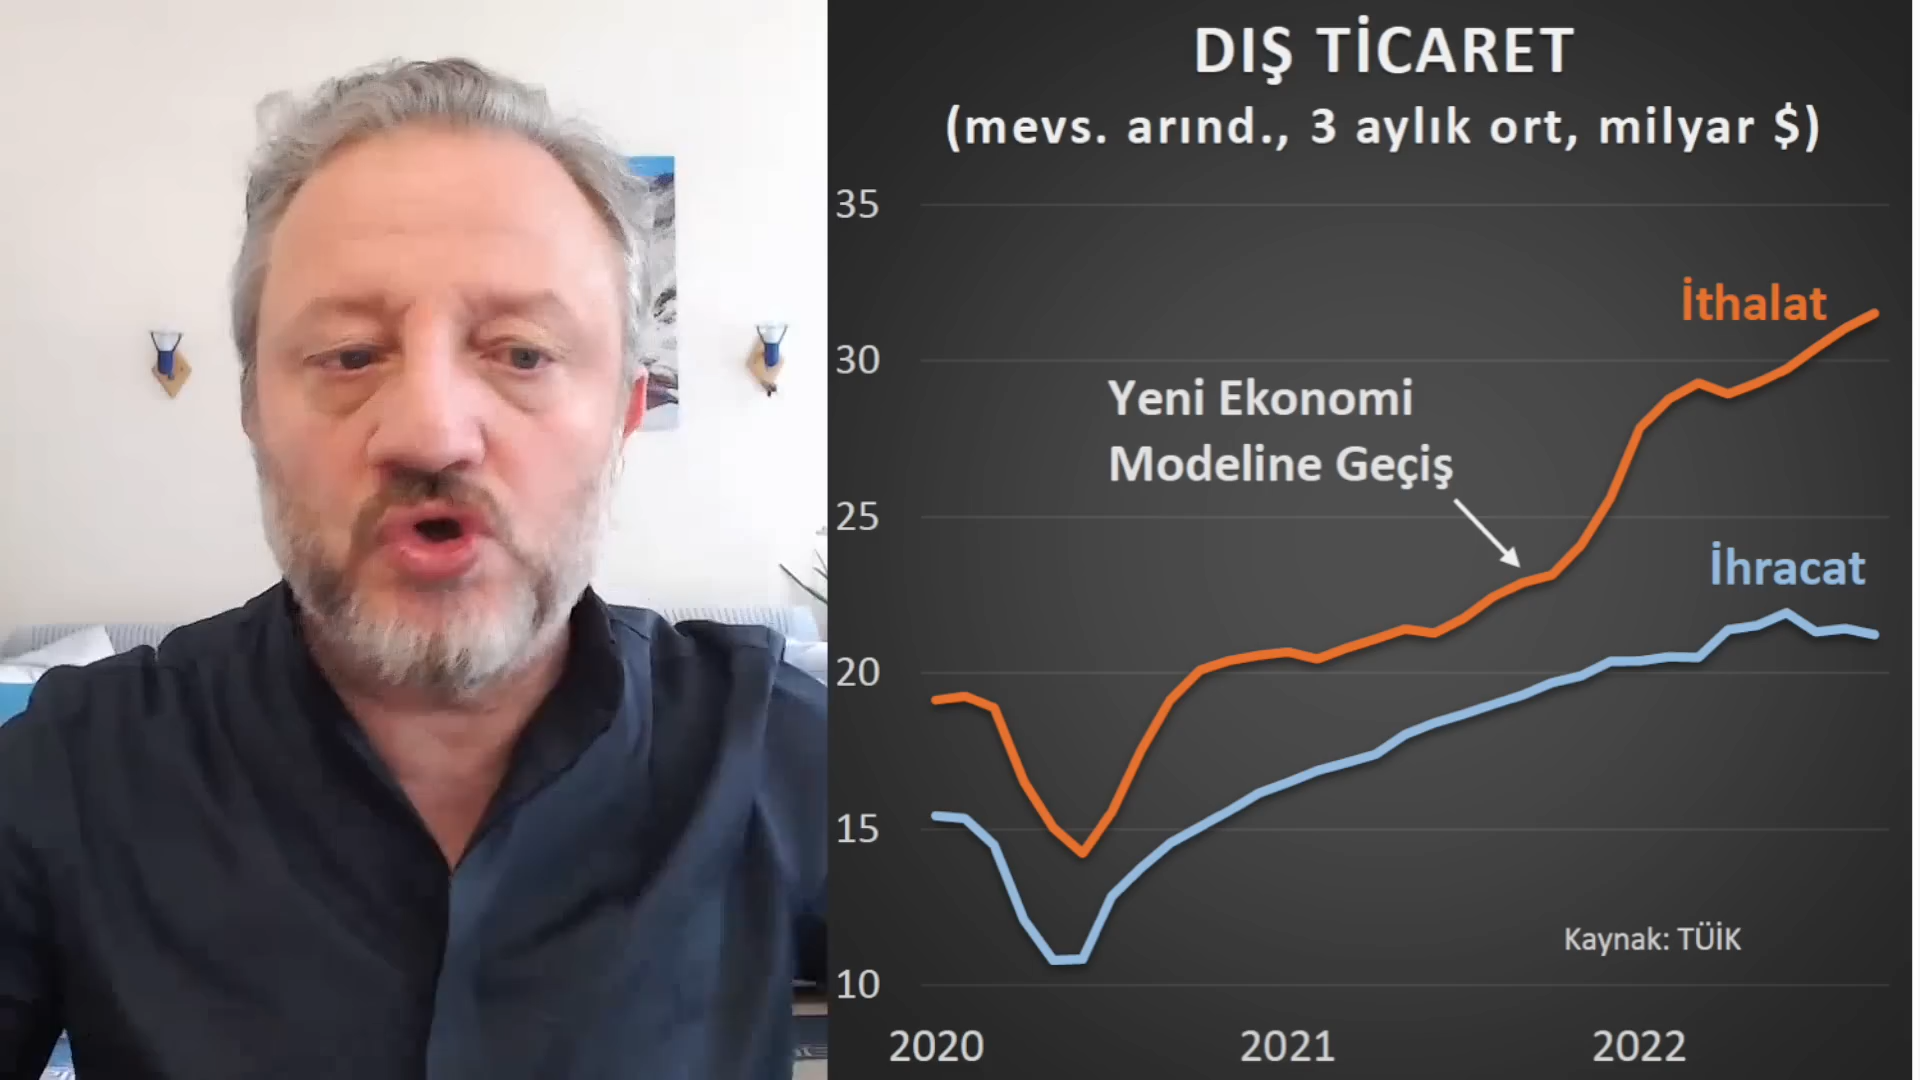 DIŞ TİCARET
(mevs. arınd., 3 aylık ort, milyar $)
35
30
25
20
15
10
İthalat
Yeni Ekonomi
Modeline Geçiş
İhracat
Kaynak: TÜİK
2020 2021 2022